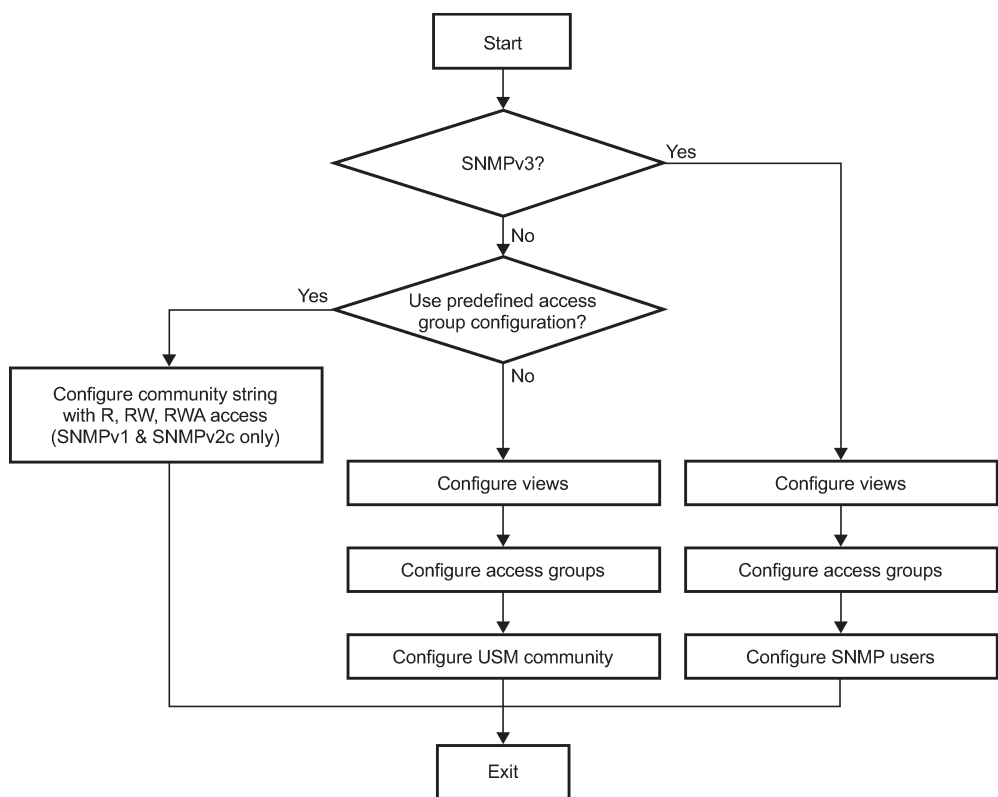 Start
SNMPv3?
Yes
No
Use predefined access
group configuration?
Yes
No
Configure community string
with R, RW, RWA access
(SNMPv1 & SNMPv2c only)
Configure views
Configure views
Configure access groups
Configure access groups
Configure USM community
Configure SNMP users
Exit